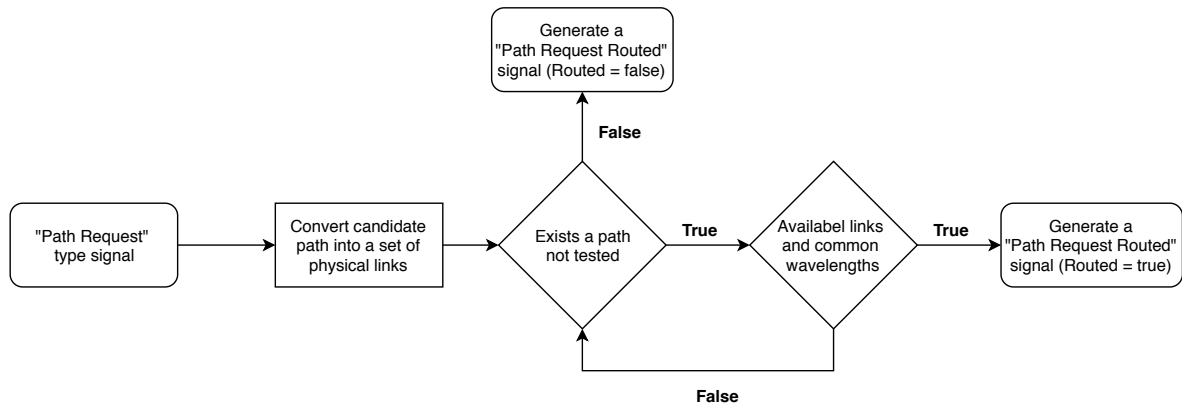 Generate a
"Path Request Routed"
signal (Routed = false)
False
"Path Request"
type signal
Convert candidate
path into a set of
physical links
Exists a path
not tested
True
Availabel links
and common
wavelengths
True
Generate a
"Path Request Routed"
signal (Routed = true)
False